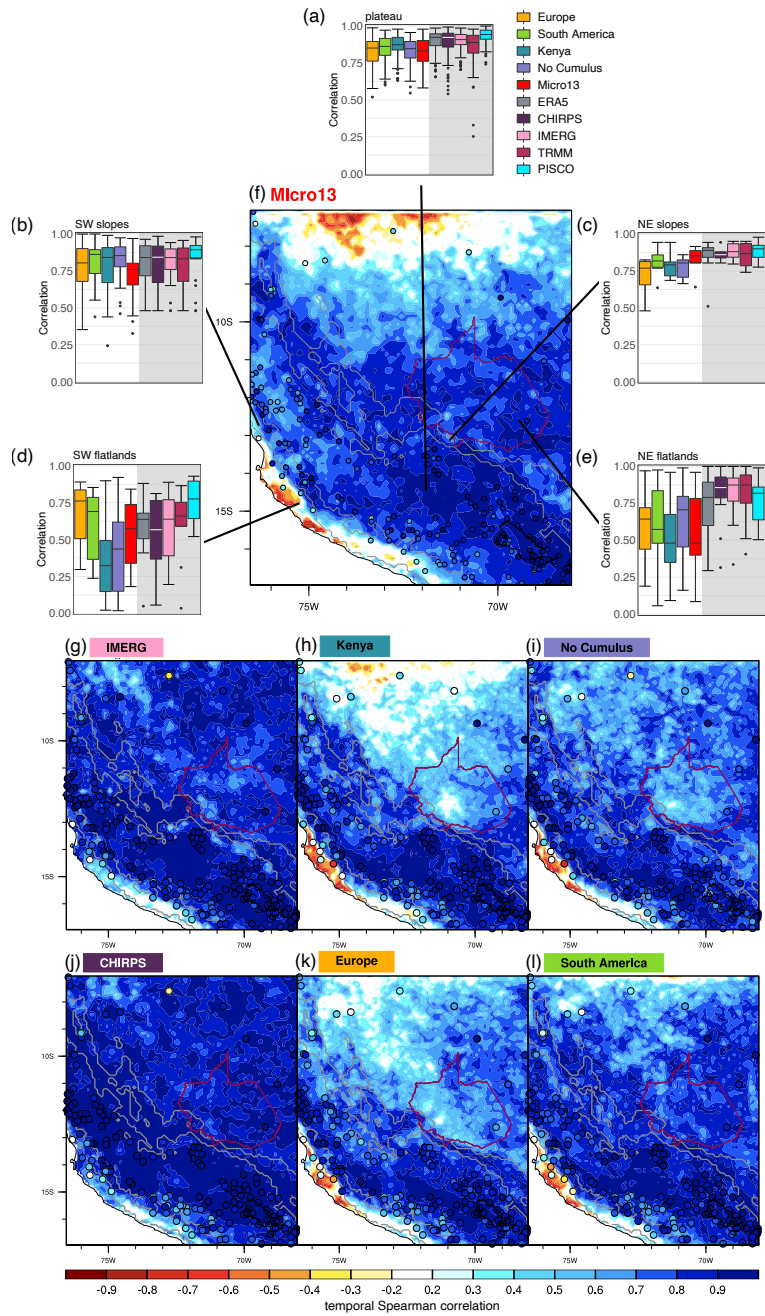 (a)
plateau
Correlation
1.00
0.75
0.50
0.25
0.00
Europe
South America
Kenya
No Cumulus
Micro13
ERA5
CHIRPS
IMERG
TRMM
PISCO
(b)
SW slopes
Correlation
1.00
0.75
0.50
0.25
0.00
(f) MIcro13
10S
15S
75W
70W
(c)
NE slopes
Correlation
1.00
0.75
0.50
0.25
0.00
(d)
SW flatlands
Correlation
1.00
0.75
0.50
0.25
0.00
(e)
NE flatlands
Correlation
1.00
0.75
0.50
0.25
0.00
(g) IMERG
10S
15S
(h) Kenya
(i) No Cumulus
75W 70W 75W 70W 75W 70W
(j) CHIRPS
10S
15S
(k) Europe
(l) South America
75W 70W 75W 70W 75W 70W
-0.9 -0.8 -0.7 -0.6 -0.5 -0.4 -0.3 -0.2 0.2 0.3 0.4 0.5 0.6 0.7 0.8 0.9
temporal Spearman correlation